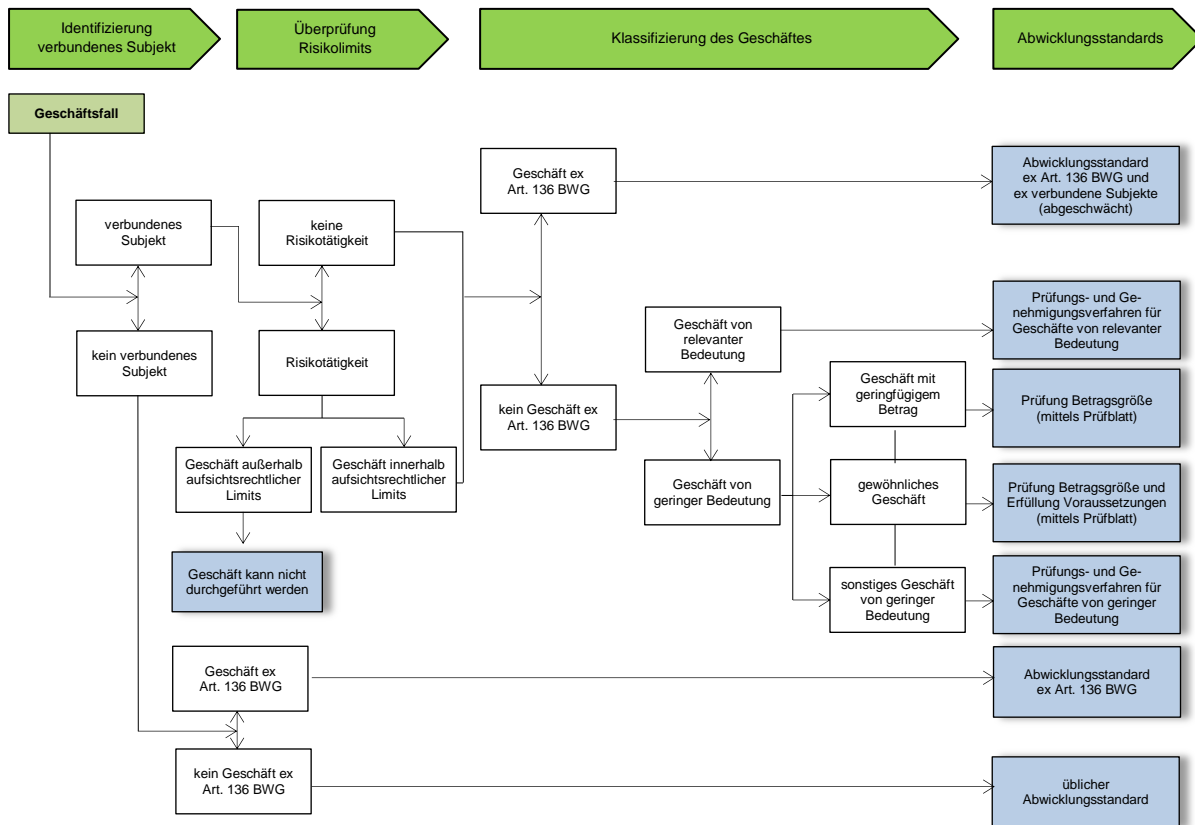 Identifizierung
verbundenes Subjekt
Überprüfung
Risikolimits
Klassifizierung des Geschäftes
Abwicklungsstandards
Geschäftsfall
verbundenes
Subjekt
kein verbundenes
Subjekt
keine
Risikotätigkeit
Risikotätigkeit
Geschäft außerhalb
aufsichtsrechtlicher
Limits
Geschäft innerhalb
aufsichtsrechtlicher
Limits
Geschäft kann nicht
durchgeführt werden
Geschäft ex
Art. 136 BWG
kein Geschäft ex
Art. 136 BWG
Geschäft von
relevanter
Bedeutung
Geschäft von
geringer Bedeutung
Geschäft mit
geringfügigem
Betrag
gewöhnliches
Geschäft
sonstiges Geschäft
von geringer
Bedeutung
Abwicklungsstandard
ex Art. 136 BWG und
ex verbundene Subjekte
(abgeschwächt)
Prüfungs- und Ge-
nehmigungsverfahren für
Geschäfte von relevanter
Bedeutung
Prüfung Betragsgröße
(mittels Prüfblatt)
Prüfung Betragsgröße und
Erfüllung Voraussetzungen
(mittels Prüfblatt)
Prüfungs- und Ge-
nehmigungsverfahren für
Geschäfte von geringer
Bedeutung
Geschäft ex
Art. 136 BWG
Abwicklungsstandard
ex Art. 136 BWG
kein Geschäft ex
Art. 136 BWG
üblicher
Abwicklungsstandard